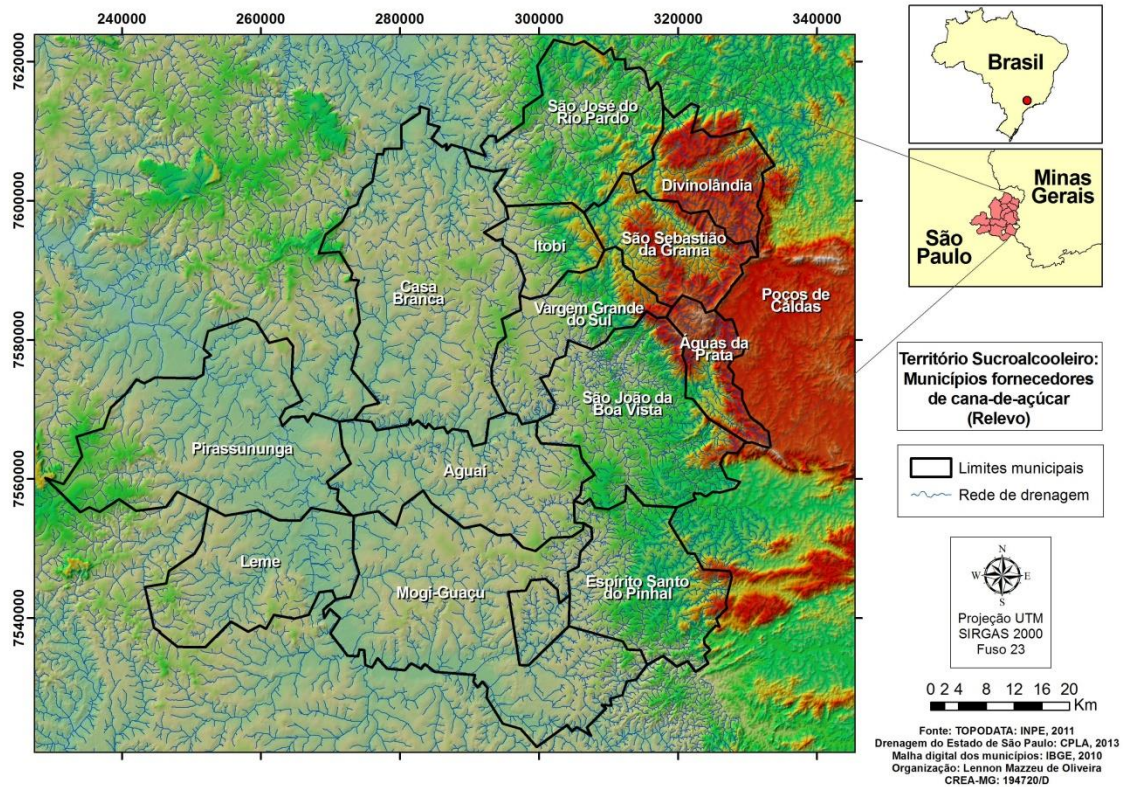 240000
260000
280000
300000
320000
340000
7620000
7600000
7580000
7560000
7540000
São José do
Rio Pardo
Divinolândia
Itobi
São Sebastião
da Grama
Casa
Branca
Vargem Grande
do Sul
Poços de
Caldas
Águas da
Prata
São João da
Boa Vista
Pirassununga
Aguaí
Leme
Mogi-Guaçu
Espírito Santo
do Pinhal
Brasil
Minas
Gerais
São
Paulo
Território Sucroalcooleiro:
Municípios fornecedores
de cana-de-açúcar
(Relevo)
Limites municipais
Rede de drenagem
N
W
E
S
Projeção UTM
SIRGAS 2000
Fuso 23
0 2 4 8 12 16 20
Km
Fonte: TOPODATA: INPE, 2011
Drenagem do Estado de São Paulo: CPLA, 2013
Malha digital dos municípios: IBGE, 2010
Organização: Lennon Mazzeu de Oliveira
CREA-MG: 194720/D